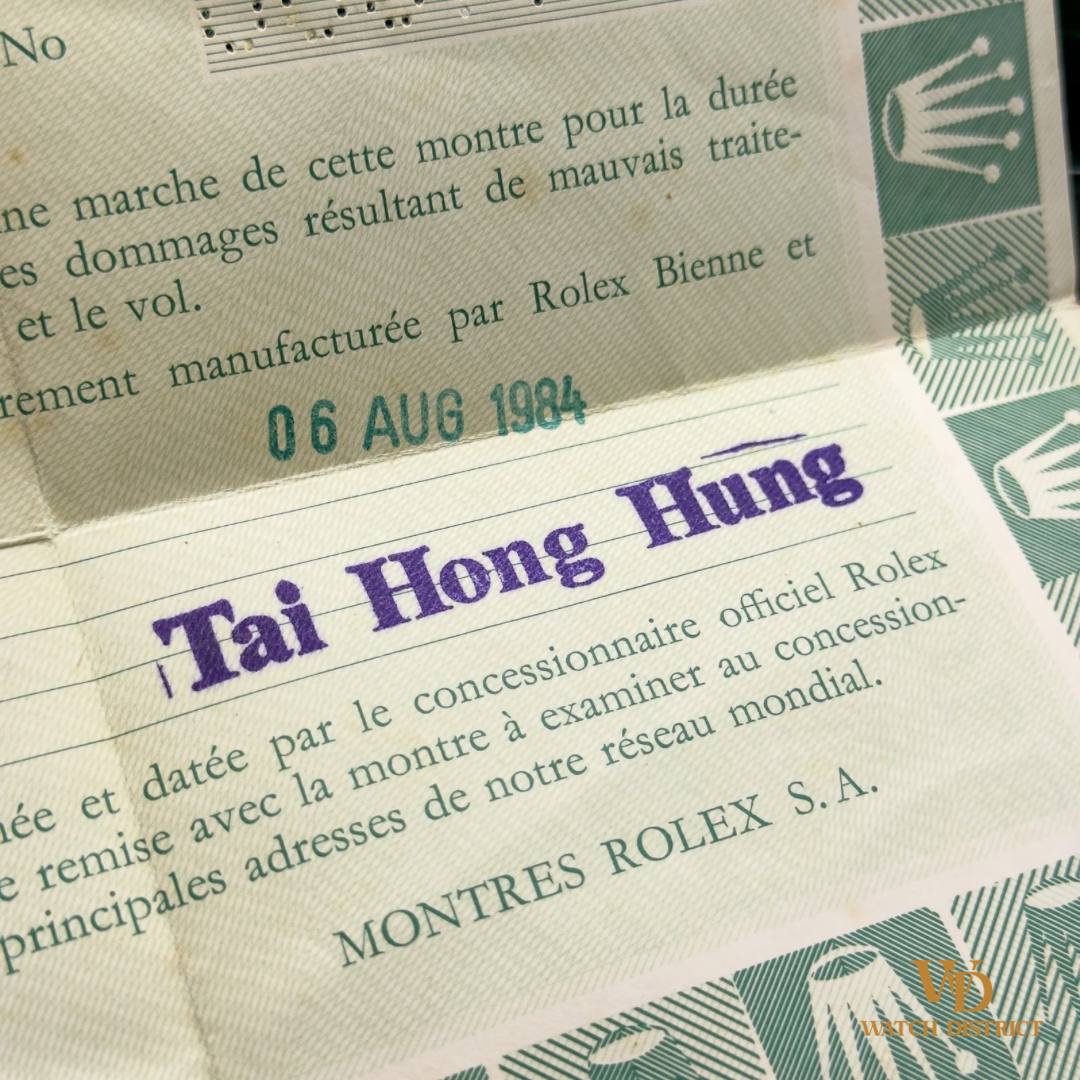 No
ne marche de cette montre pour la durée
es dommages résultant de mauvais traite-
et le vol.
rement manufacturée par Rolex Bienne et
06 AUG 1984
Tai Hong Hung
née et datée par le concessionnaire officiel Rolex
e remise avec la montre à examiner au concession-
principales adresses de notre réseau mondial.
MONTRES ROLEX S.A.
WD
WATCH DISTRICT